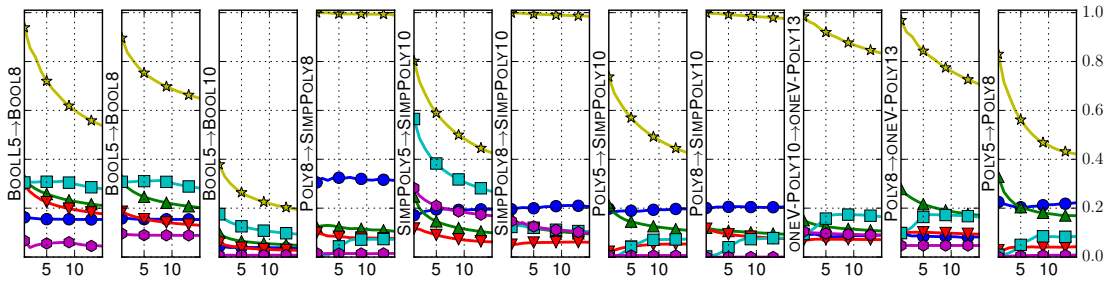 BOOLL5→BOOL8
BOOL5→BOOL8
BOOL5→BOOL10
POLY8→SIMPPOLY8
SIMPPOLY5→SIMPPOLY10
SIMPPOLY8→SIMPPOLY10
POLY5→SIMPPOLY10
POLY8→SIMPPOLY10
ONEV-POLY10→ONEV-POLY13
POLY8→ONEV-POLY13
POLY5→POLY8
1.0
0.8
0.6
0.4
0.2
0.0
5 10 5 10 5 10 5 10 5 10 5 10 5 10 5 10 5 10 5 10 5 10